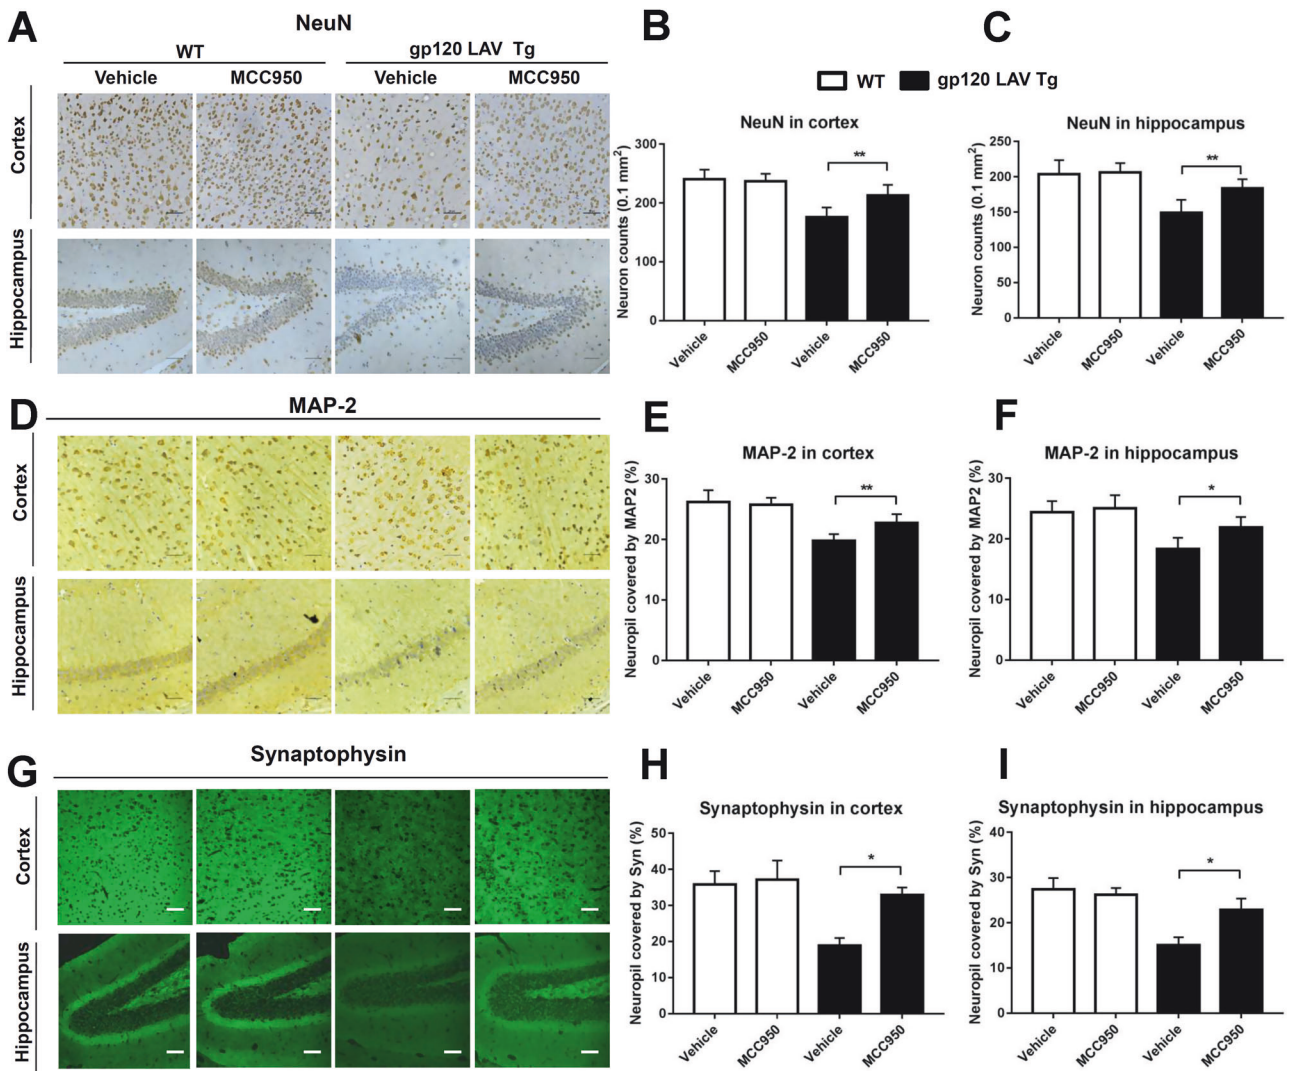 A
NeuN
WT
gp120 LAV Tg
Vehicle
MCC950
Vehicle
MCC950
Cortex
Hippocampus
B
C
WT
gp120 LAV Tg
NeuN in cortex
Neuron counts (0.1 mm²)
300
200
100
0
**
Vehicle
MCC950
Vehicle
MCC950
NeuN in hippocampus
Neuron counts (0.1 mm²)
250
200
150
100
50
0
**
Vehicle
MCC950
Vehicle
MCC950
D
MAP-2
Cortex
Hippocampus
E
MAP-2 in cortex
Neuropil covered by MAP2 (%)
30
20
10
0
**
Vehicle
MCC950
Vehicle
MCC950
F
MAP-2 in hippocampus
Neuropil covered by MAP2 (%)
30
20
10
0
*
Vehicle
MCC950
Vehicle
MCC950
G
Synaptophysin
Cortex
Hippocampus
H
Synaptophysin in cortex
Neuropil covered by Syn (%)
50
40
30
20
10
0
*
Vehicle
MCC950
Vehicle
MCC950
I
Synaptophysin in hippocampus
Neuropil covered by Syn (%)
40
30
20
10
0
*
Vehicle
MCC950
Vehicle
MCC950